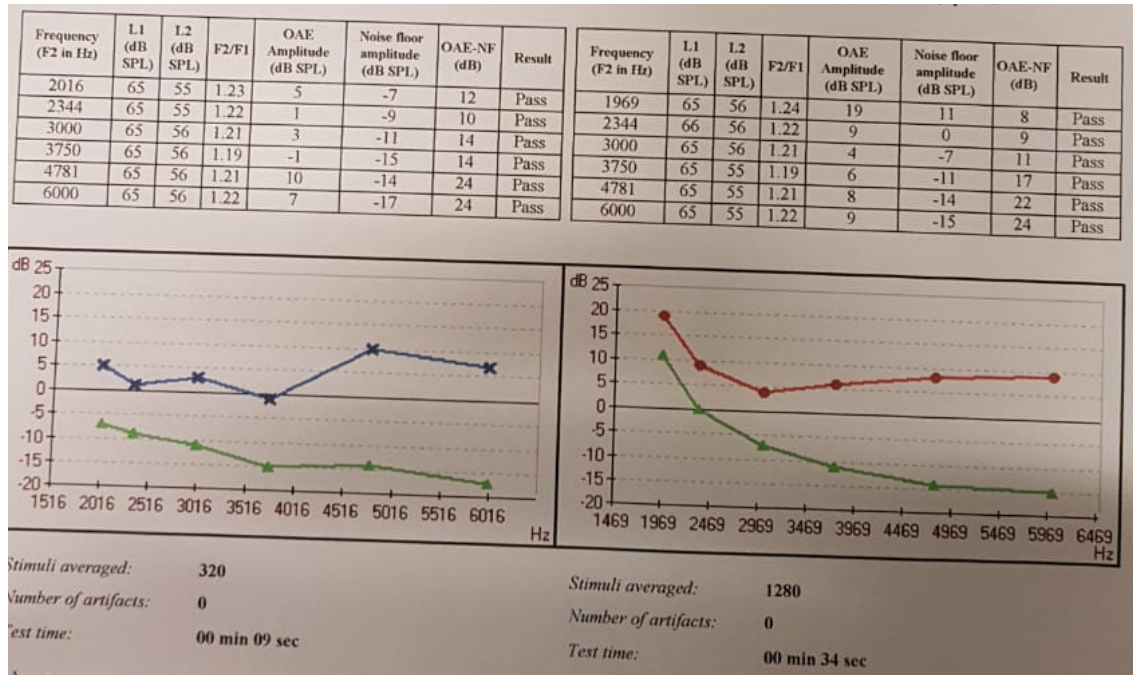 Frequency (F2 in Hz) L1 (dB SPL) L2 (dB SPL) F2/F1 OAE Amplitude (dB SPL) Noise floor amplitude (dB SPL) OAE-NF (dB) Result
2016 65 55 1.23 5 -7 12 Pass
2344 65 55 1.22 1 -9 10 Pass
3000 65 56 1.21 3 -11 14 Pass
3750 65 56 1.19 -1 -15 14 Pass
4781 65 56 1.21 10 -14 24 Pass
6000 65 56 1.22 7 -17 24 Pass
Frequency (F2 in Hz) L1 (dB SPL) L2 (dB SPL) F2/F1 OAE Amplitude (dB SPL) Noise floor amplitude (dB SPL) OAE-NF (dB) Result
1969 65 56 1.24 19 11 8 Pass
2344 66 56 1.22 9 0 9 Pass
3000 65 56 1.21 4 -7 11 Pass
3750 65 55 1.19 6 -11 17 Pass
4781 65 55 1.21 8 -14 22 Pass
6000 65 55 1.22 9 -15 24 Pass
dB 25
20
15
10
5
0
-5
-10
-15
-20
1516 2016 2516 3016 3516 4016 4516 5016 5516 6016
Hz
dB 25
20
15
10
5
0
-5
-10
-15
-20
1469 1969 2469 2969 3469 3969 4469 4969 5469 5969 6469
Hz
Stimuli averaged: 320
Number of artifacts: 0
Test time: 00 min 09 sec
Stimuli averaged: 1280
Number of artifacts: 0
Test time: 00 min 34 sec